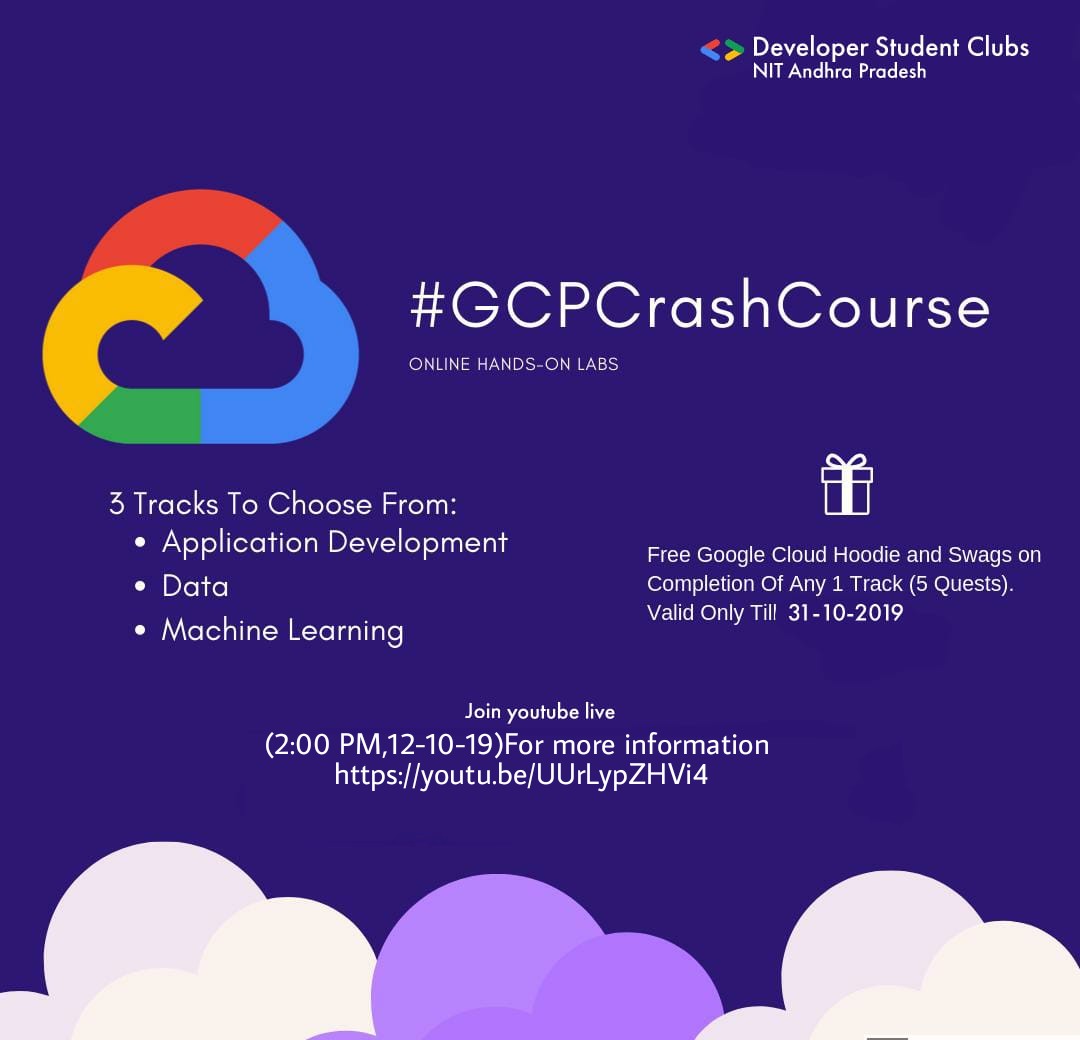 Developer Student Clubs
NIT Andhra Pradesh
#GCPCrashCourse
ONLINE HANDS-ON LABS
3 Tracks To Choose From:
• Application Development
• Data
• Machine Learning
Free Google Cloud Hoodie and Swags on
Completion Of Any 1 Track (5 Quests).
Valid Only Till 31-10-2019
Join youtube live
(2:00 PM,12-10-19)For more information
https://youtu.be/UUrLypZHVi4